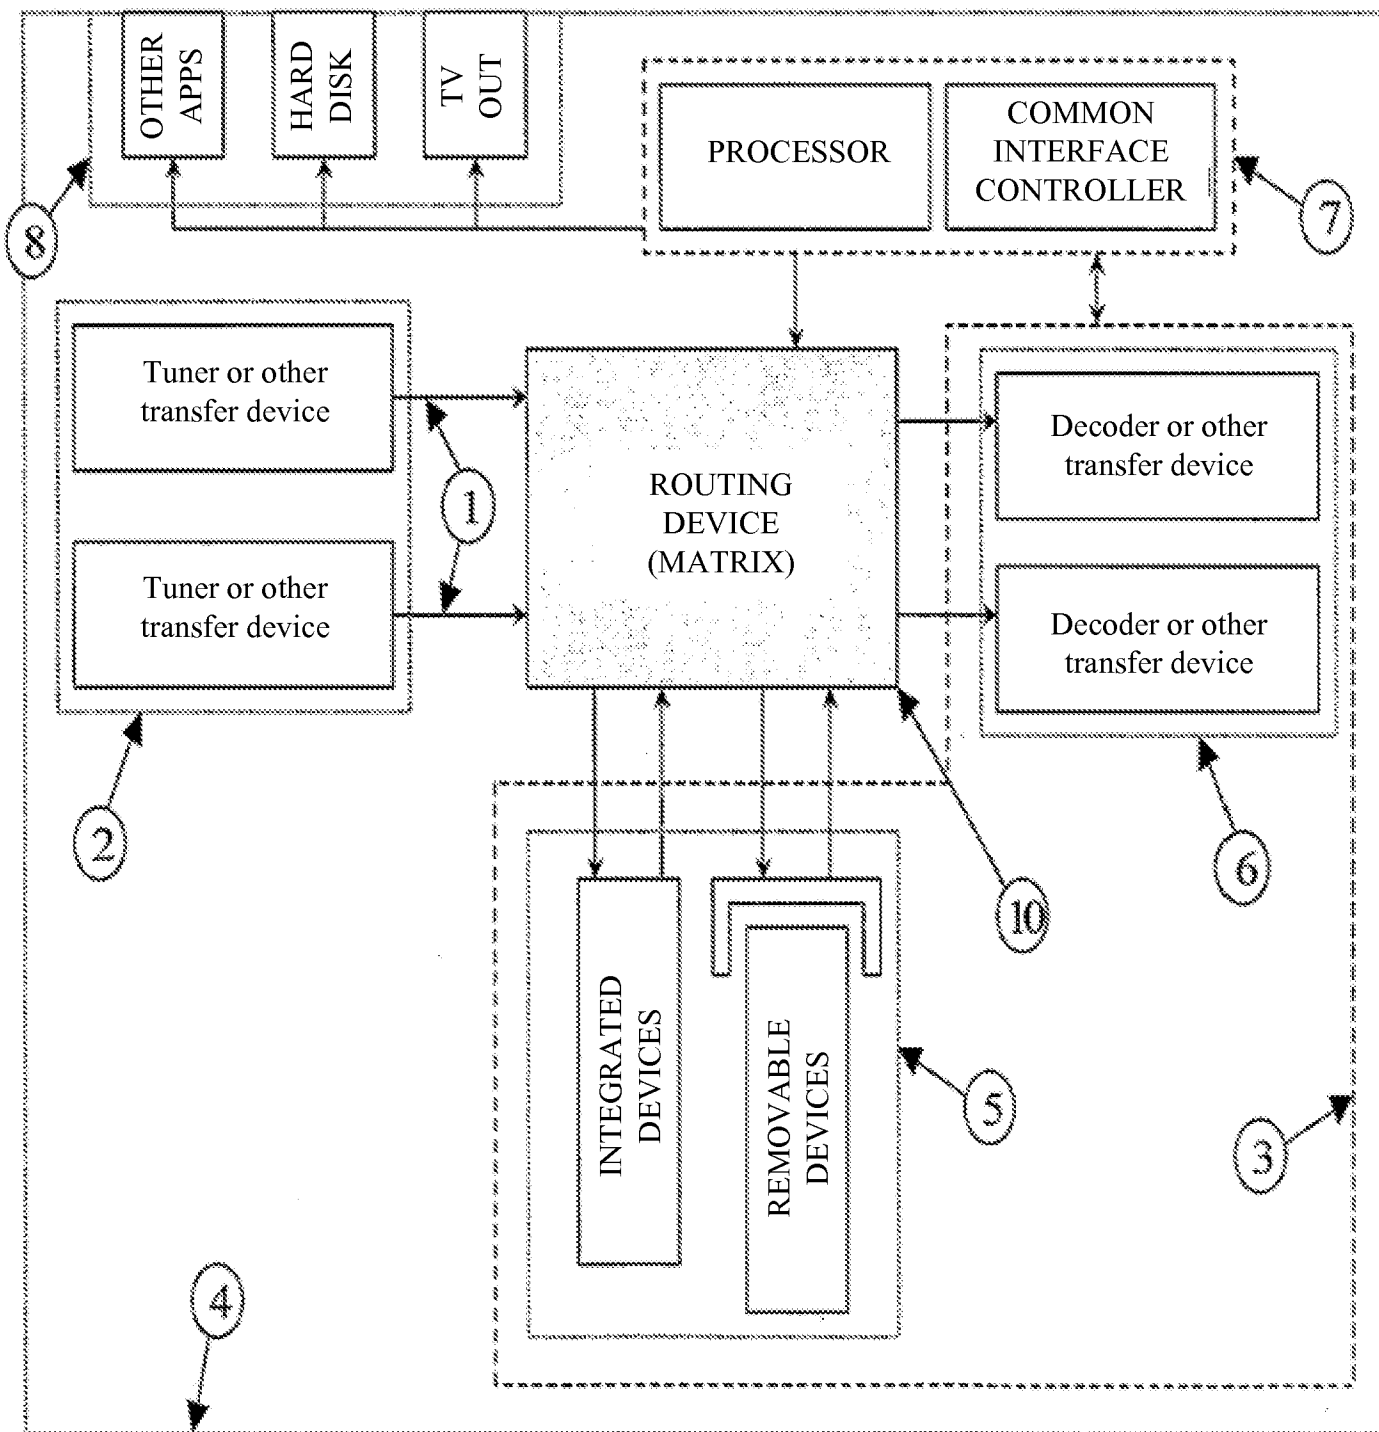 OTHER
APPS
HARD
DISK
TV
OUT
PROCESSOR
COMMON
INTERFACE
CONTROLLER
8
7
Tuner or other
transfer device
1
Tuner or other
transfer device
ROUTING
DEVICE
(MATRIX)
Decoder or other
transfer device
Decoder or other
transfer device
2
6
10
INTEGRATED
DEVICES
REMOVABLE
DEVICES
5
3
4